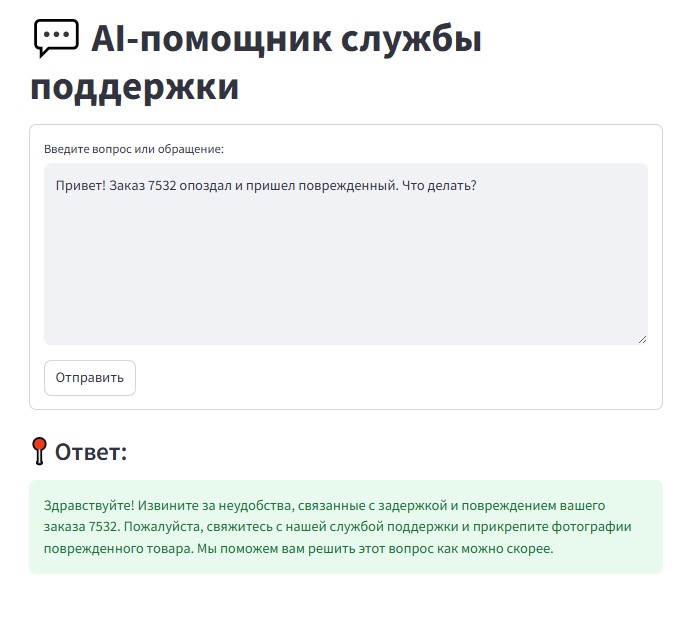 💬 AI-помощник службы
поддержки
Введите вопрос или обращение:
Привет! Заказ 7532 опоздал и пришел поврежденный. Что делать?
Отправить
📍 Ответ:
Здравствуйте! Извините за неудобства, связанные с задержкой и повреждением вашего
заказа 7532. Пожалуйста, свяжитесь с нашей службой поддержки и прикрепите фотографии
поврежденного товара. Мы поможем вам решить этот вопрос как можно скорее.